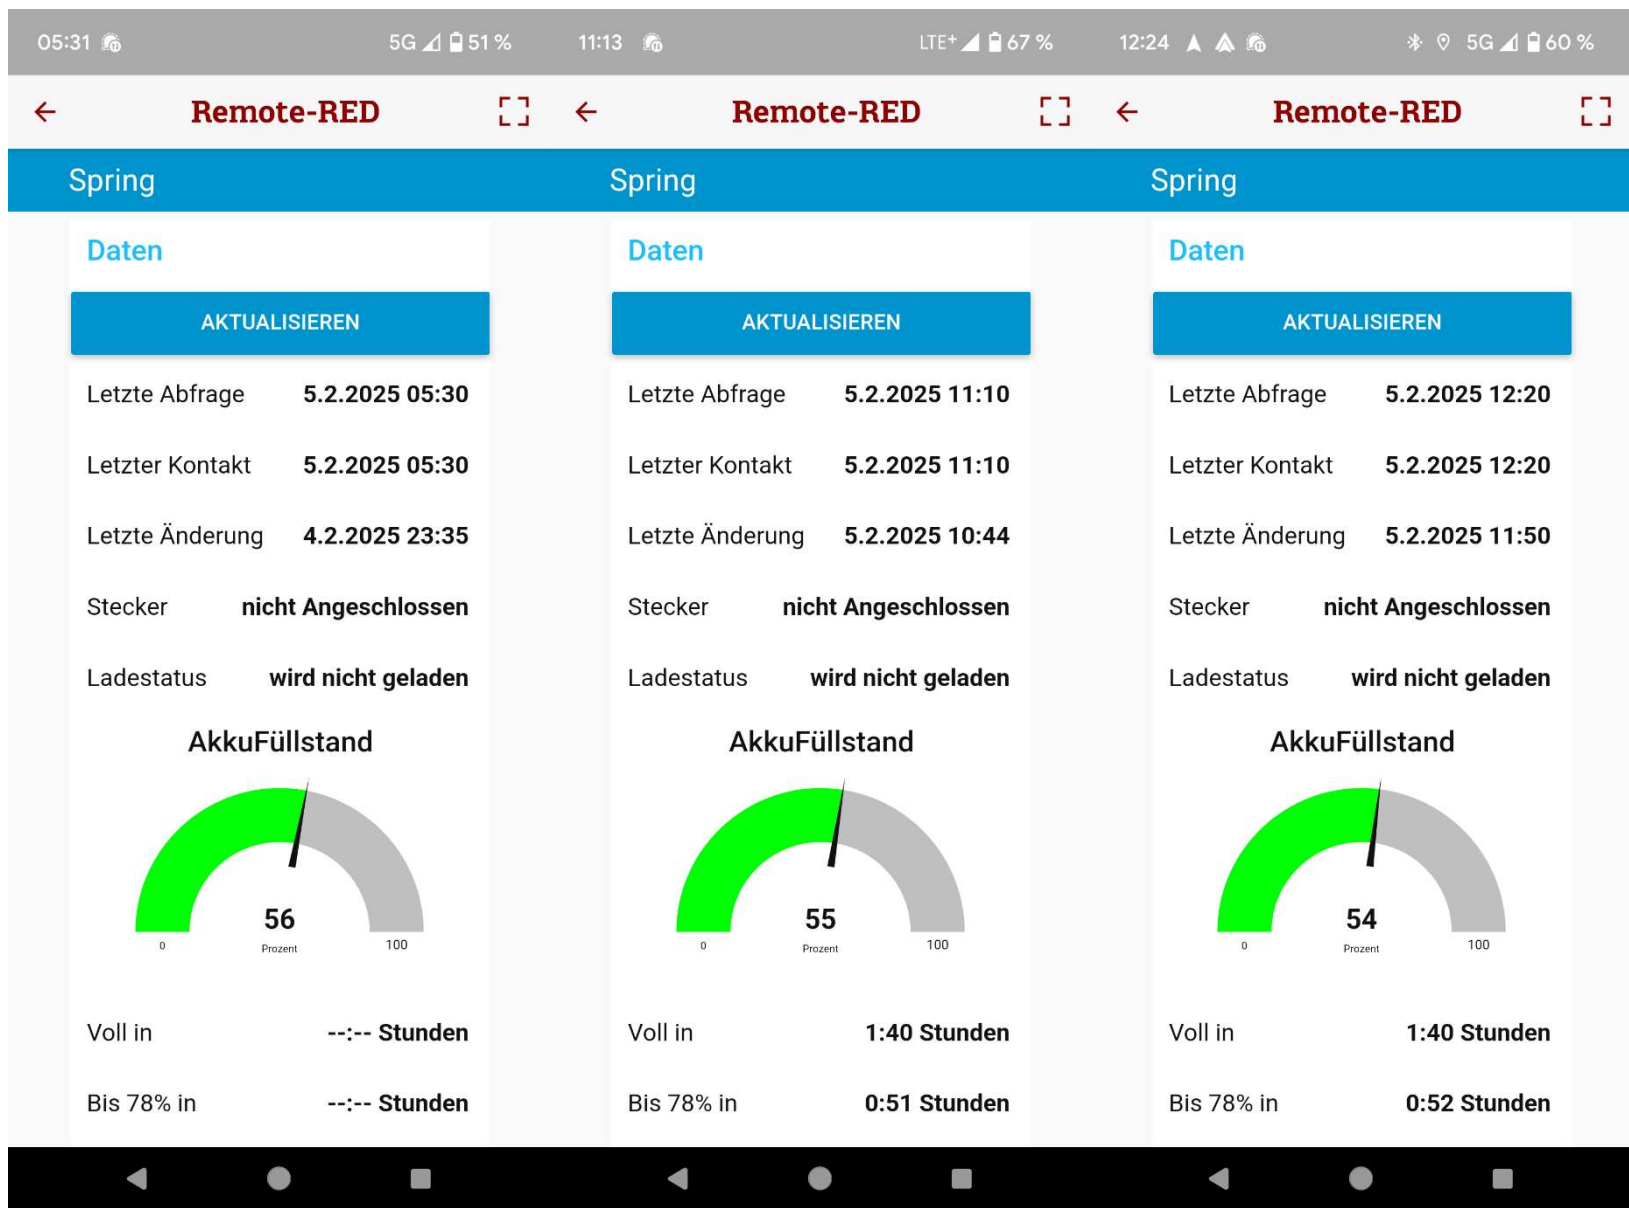 05:31 5G 51 %
Remote-RED
Spring
Daten
AKTUALISIEREN
Letzte Abfrage 5.2.2025 05:30
Letzter Kontakt 5.2.2025 05:30
Letzte Änderung 4.2.2025 23:35
Stecker nicht Angeschlossen
Ladestatus wird nicht geladen
AkkuFüllstand
56
0 Prozent 100
Voll in --:-- Stunden
Bis 78% in --:-- Stunden
11:13 LTE+ 67 %
Remote-RED
Spring
Daten
AKTUALISIEREN
Letzte Abfrage 5.2.2025 11:10
Letzter Kontakt 5.2.2025 11:10
Letzte Änderung 5.2.2025 10:44
Stecker nicht Angeschlossen
Ladestatus wird nicht geladen
AkkuFüllstand
55
0 Prozent 100
Voll in 1:40 Stunden
Bis 78% in 0:51 Stunden
12:24 5G 60 %
Remote-RED
Spring
Daten
AKTUALISIEREN
Letzte Abfrage 5.2.2025 12:20
Letzter Kontakt 5.2.2025 12:20
Letzte Änderung 5.2.2025 11:50
Stecker nicht Angeschlossen
Ladestatus wird nicht geladen
AkkuFüllstand
54
0 Prozent 100
Voll in 1:40 Stunden
Bis 78% in 0:52 Stunden